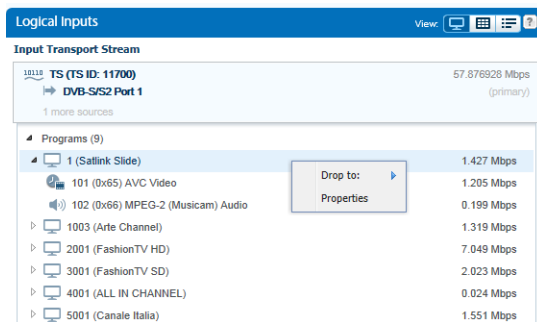 Logical Inputs View: ?
Input Transport Stream
10110 TS (TS ID: 11700) 57.876928 Mbps
DVB-S/S2 Port 1 (primary)
1 more sources
Programs (9)
1 (Satlink Slide) 1.427 Mbps
Drop to:
101 (0x65) AVC Video 1.205 Mbps
Properties
102 (0x66) MPEG-2 (Musicam) Audio 0.199 Mbps
1003 (Arte Channel) 1.319 Mbps
2001 (FashionTV HD) 7.049 Mbps
3001 (FashionTV SD) 2.023 Mbps
4001 (ALL IN CHANNEL) 0.024 Mbps
5001 (Canale Italia) 1.551 Mbps